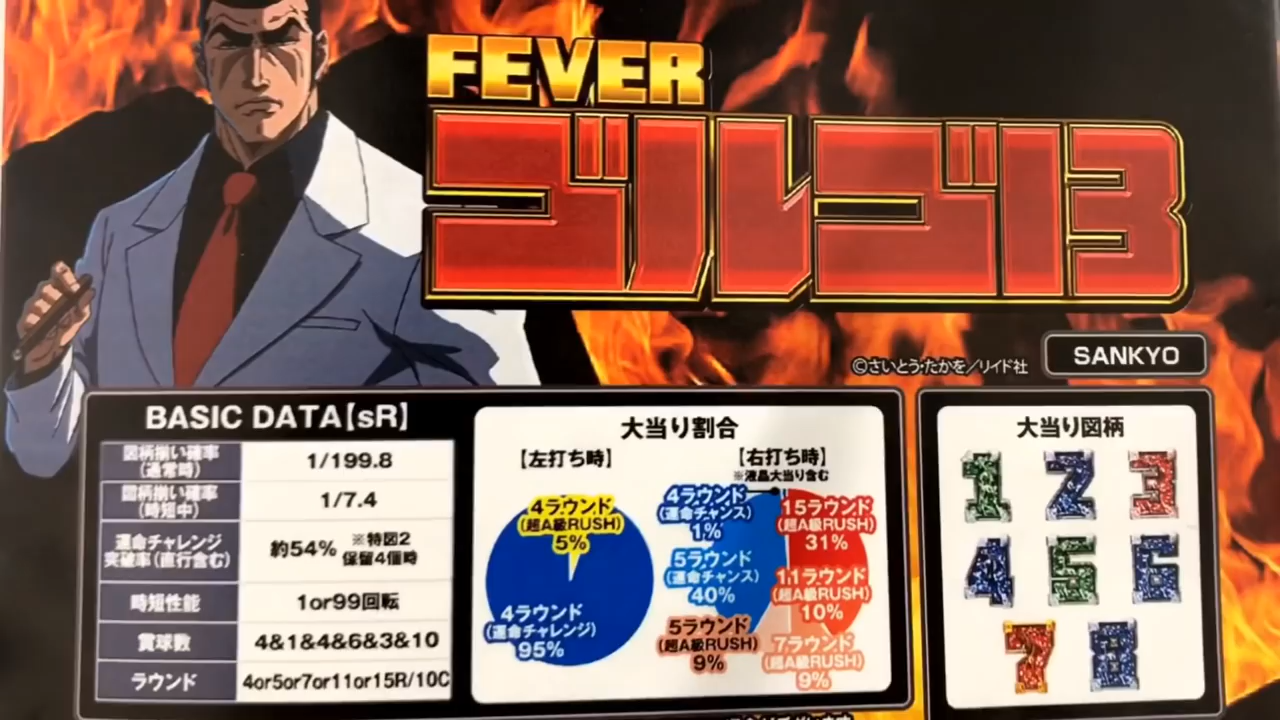 FEVER
ゴルゴ13
©さいとう・たかを/リイド社
SANKYO
BASIC DATA【sR】
図柄揃い確率
(通常時)
1/199.8
図柄揃い確率
(時短中)
1/7.4
運命チャレンジ
突破率(直行含む)
約54% ※特図2
保留4個時
時短性能
1or99回転
賞球数
4&1&4&6&3&10
ラウンド
4or5or7or11or15R/10C
大当り割合
【左打ち時】
4ラウンド
(超A級RUSH)
5%
4ラウンド
(運命チャレンジ)
95%
【右打ち時】
※液晶大当り含む
4ラウンド
(運命チャンス)
1%
5ラウンド
(運命チャンス)
40%
5ラウンド
(超A級RUSH)
9%
15ラウンド
(超A級RUSH)
31%
11ラウンド
(超A級RUSH)
10%
7ラウンド
(超A級RUSH)
9%
大当り図柄
1 2 3
4 5 6
7 8